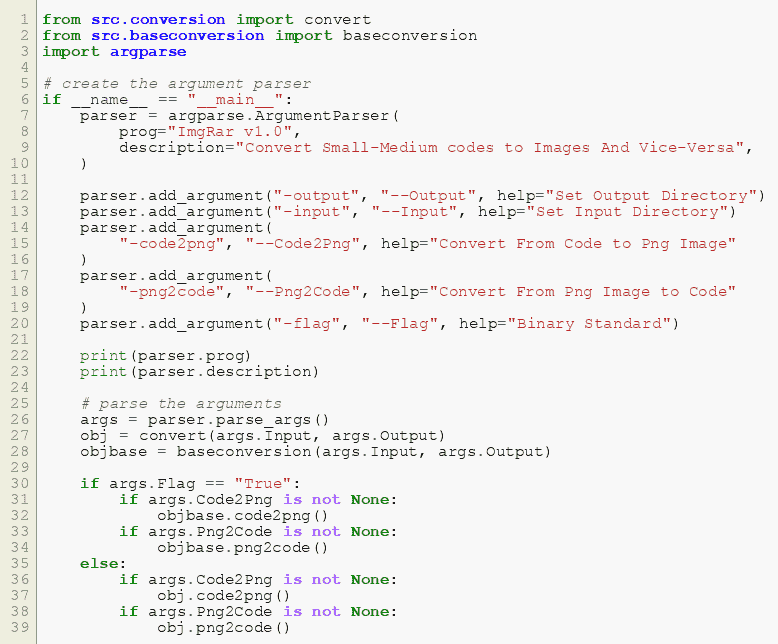 1 from src.conversion import convert
2 from src.baseconversion import baseconversion
3 import argparse
4
5 # create the argument parser
6 if __name__ == "__main__":
7     parser = argparse.ArgumentParser(
8         prog="ImgRar v1.0",
9         description="Convert Small-Medium codes to Images And Vice-Versa",
10     )
11
12     parser.add_argument("-output", "--Output", help="Set Output Directory")
13     parser.add_argument("-input", "--Input", help="Set Input Directory")
14     parser.add_argument(
15         "-code2png", "--Code2Png", help="Convert From Code to Png Image"
16     )
17     parser.add_argument(
18         "-png2code", "--Png2Code", help="Convert From Png Image to Code"
19     )
20     parser.add_argument("-flag", "--Flag", help="Binary Standard")
21
22     print(parser.prog)
23     print(parser.description)
24
25     # parse the arguments
26     args = parser.parse_args()
27     obj = convert(args.Input, args.Output)
28     objbase = baseconversion(args.Input, args.Output)
29
30     if args.Flag == "True":
31         if args.Code2Png is not None:
32             objbase.code2png()
33         if args.Png2Code is not None:
34             objbase.png2code()
35     else:
36         if args.Code2Png is not None:
37             obj.code2png()
38         if args.Png2Code is not None:
39             obj.png2code()